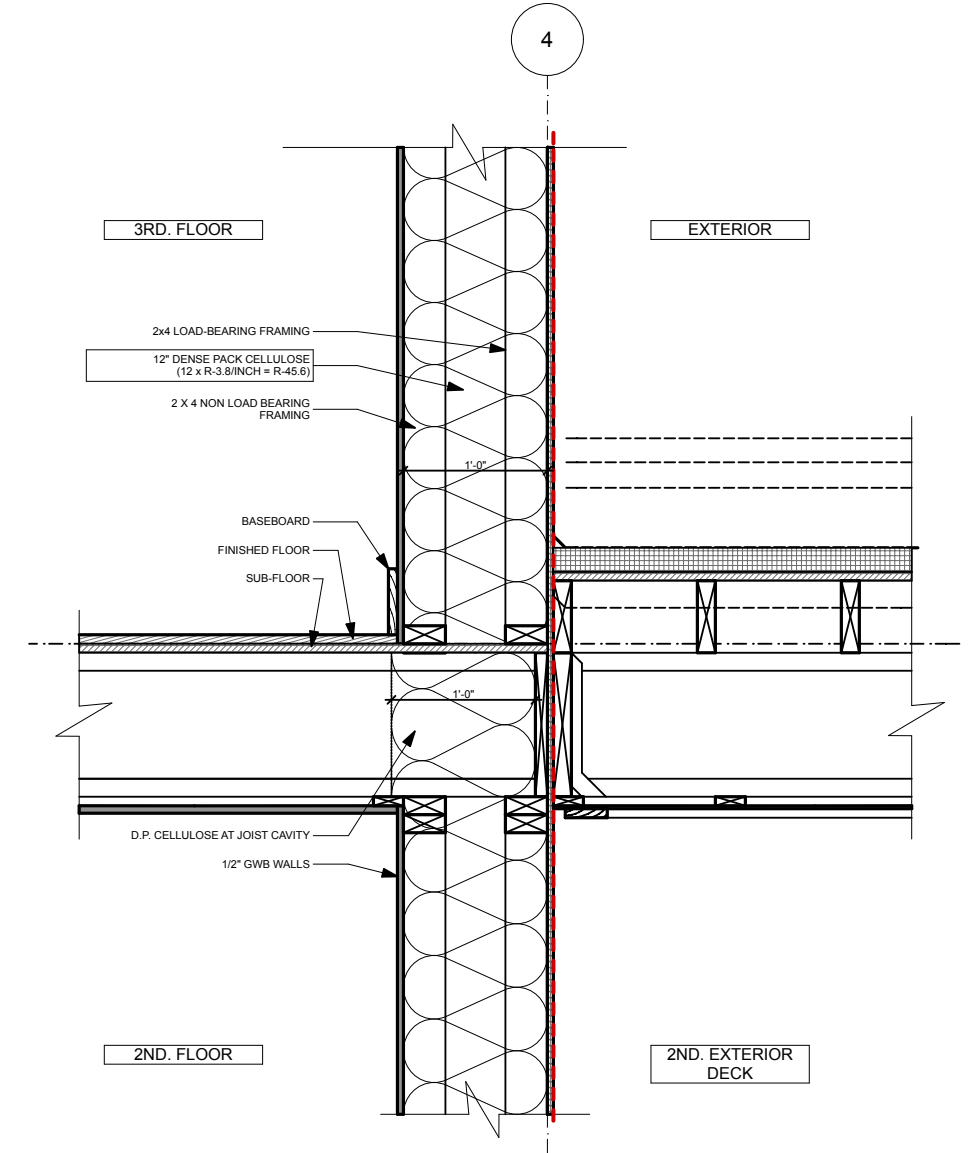 4
3RD. FLOOR
EXTERIOR
2x4 LOAD-BEARING FRAMING
12" DENSE PACK CELLULOSE
(12 x R-3.8/INCH = R-45.6)
2 X 4 NON LOAD BEARING
FRAMING
1'-0"
BASEBOARD
FINISHED FLOOR
SUB-FLOOR
1'-0"
D.P. CELLULOSE AT JOIST CAVITY
1/2" GWB WALLS
2ND. FLOOR
2ND. EXTERIOR
DECK